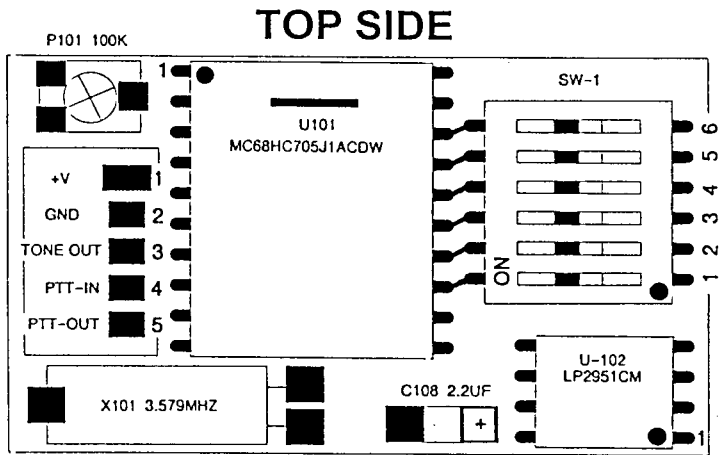 TOP SIDE
P101 100K
1
U101
MC68HC705J1ACDW
SW-1
6
5
4
3
2
1
ON
+V 1
GND 2
TONE OUT 3
PTT-IN 4
PTT-OUT 5
X101 3.579MHZ
C108 2.2UF
+
U-102
LP2951CM
1